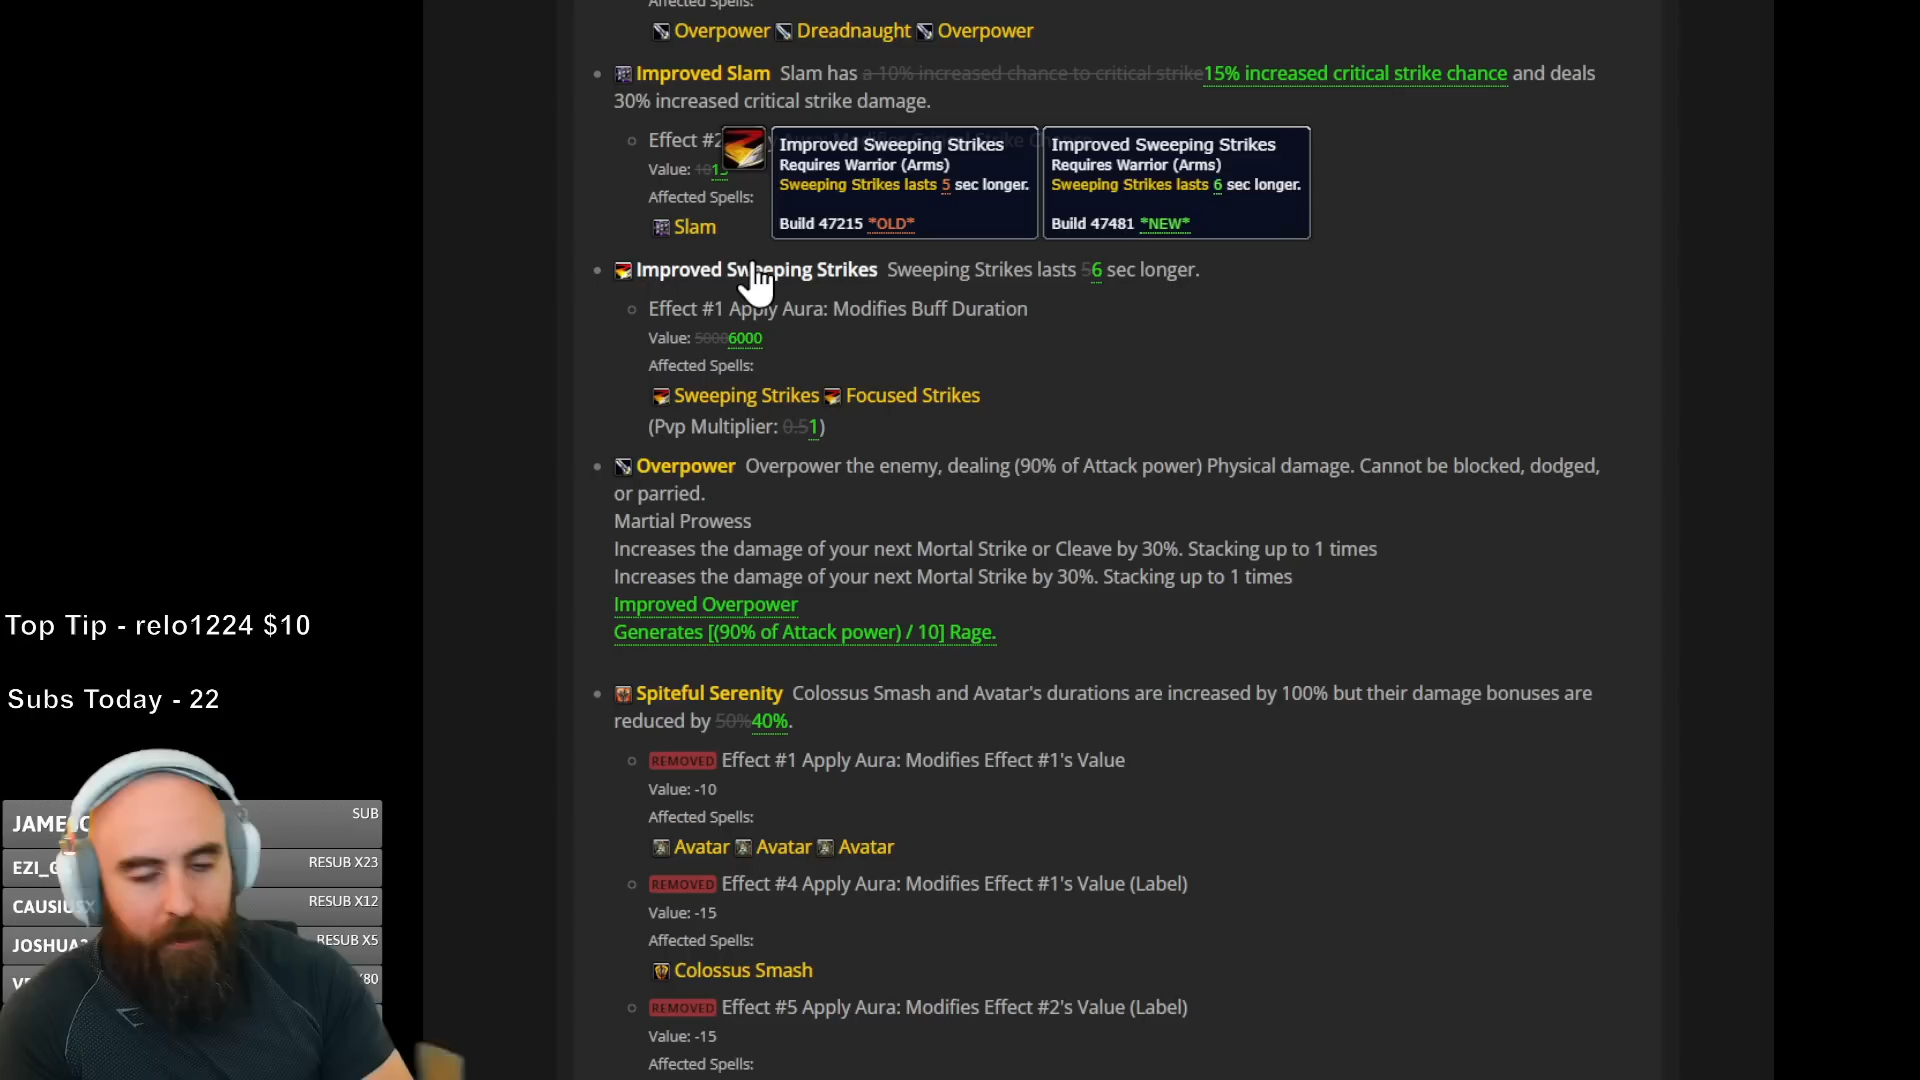 Affected Spells:
Overpower Dreadnaught Overpower
Improved Slam Slam has a 10% increased chance to critical strike15% increased critical strike chance and deals
30% increased critical strike damage.
Effect #2
Value: 1015
Affected Spells:
Slam
Improved Sweeping Strikes
Requires Warrior (Arms)
Sweeping Strikes lasts 5 sec longer.
Build 47215 *OLD*
Improved Sweeping Strikes
Requires Warrior (Arms)
Sweeping Strikes lasts 6 sec longer.
Build 47481 *NEW*
Improved Sweeping Strikes Sweeping Strikes lasts 56 sec longer.
Effect #1 Apply Aura: Modifies Buff Duration
Value: 50006000
Affected Spells:
Sweeping Strikes Focused Strikes
(Pvp Multiplier: 0.51)
Overpower Overpower the enemy, dealing (90% of Attack power) Physical damage. Cannot be blocked, dodged,
or parried.
Martial Prowess
Increases the damage of your next Mortal Strike or Cleave by 30%. Stacking up to 1 times
Increases the damage of your next Mortal Strike by 30%. Stacking up to 1 times
Improved Overpower
Generates [(90% of Attack power) / 10] Rage.
Spiteful Serenity Colossus Smash and Avatar's durations are increased by 100% but their damage bonuses are
reduced by 50%40%.
REMOVED Effect #1 Apply Aura: Modifies Effect #1's Value
Value: -10
Affected Spells:
Avatar Avatar Avatar
REMOVED Effect #4 Apply Aura: Modifies Effect #1's Value (Label)
Value: -15
Affected Spells:
Colossus Smash
REMOVED Effect #5 Apply Aura: Modifies Effect #2's Value (Label)
Value: -15
Affected Spells:
Top Tip - relo1224 $10
Subs Today - 22
SUB
RESUB X23
CAUSIUSX RESUB X12
RESUB X5